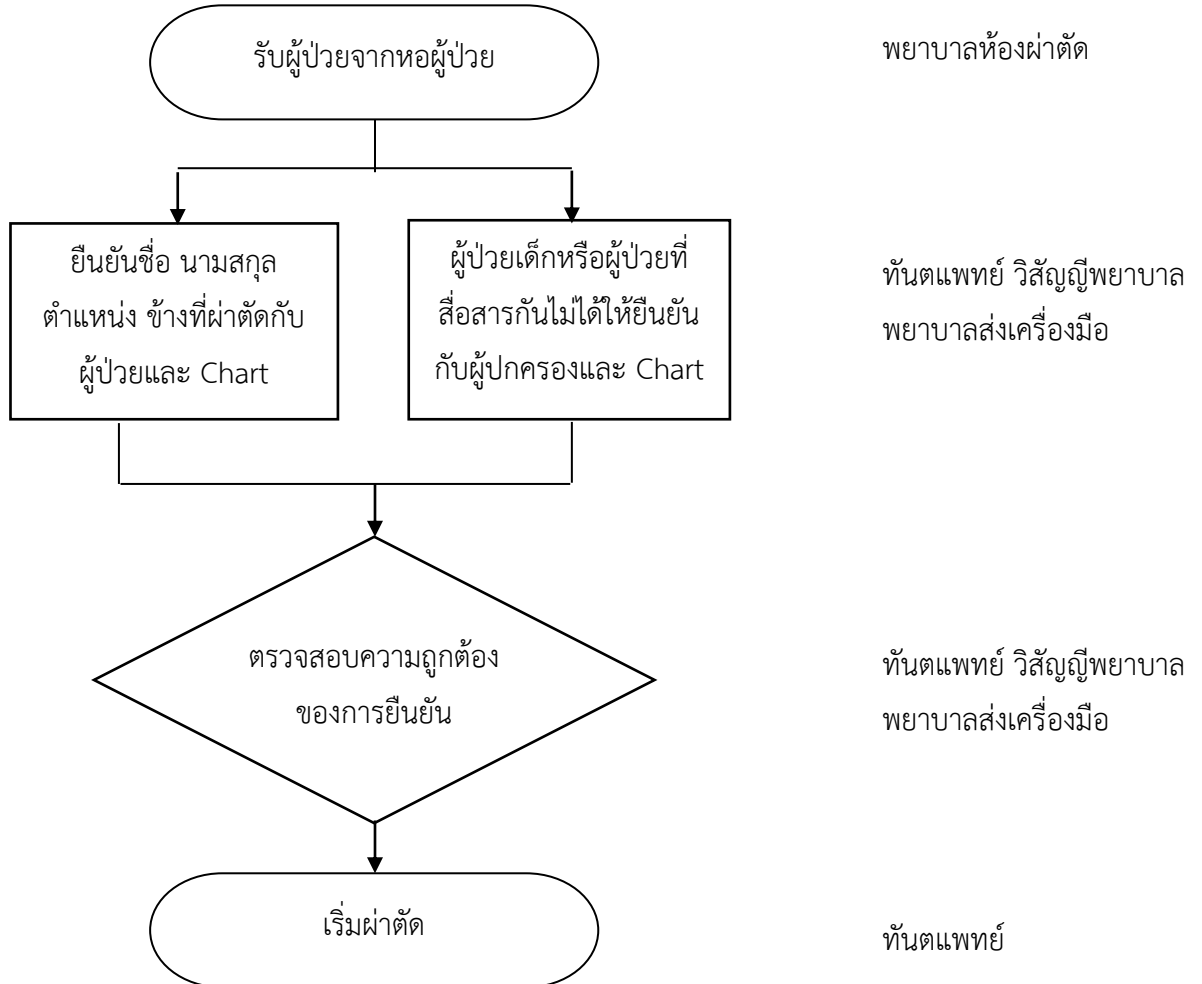 รับผู้ป่วยจากหอผู้ป่วย
พยาบาลห้องผ่าตัด
ยืนยันชื่อ นามสกุล
ตำแหน่ง ข้างที่ผ่าตัดกับ
ผู้ป่วยและ Chart
ผู้ป่วยเด็กหรือผู้ป่วยที่
สื่อสารกันไม่ได้ให้ยืนยัน
กับผู้ปกครองและ Chart
ทันตแพทย์ วิสัญญีพยาบาล
พยาบาลส่งเครื่องมือ
ตรวจสอบความถูกต้อง
ของการยืนยัน
ทันตแพทย์ วิสัญญีพยาบาล
พยาบาลส่งเครื่องมือ
เริ่มผ่าตัด
ทันตแพทย์